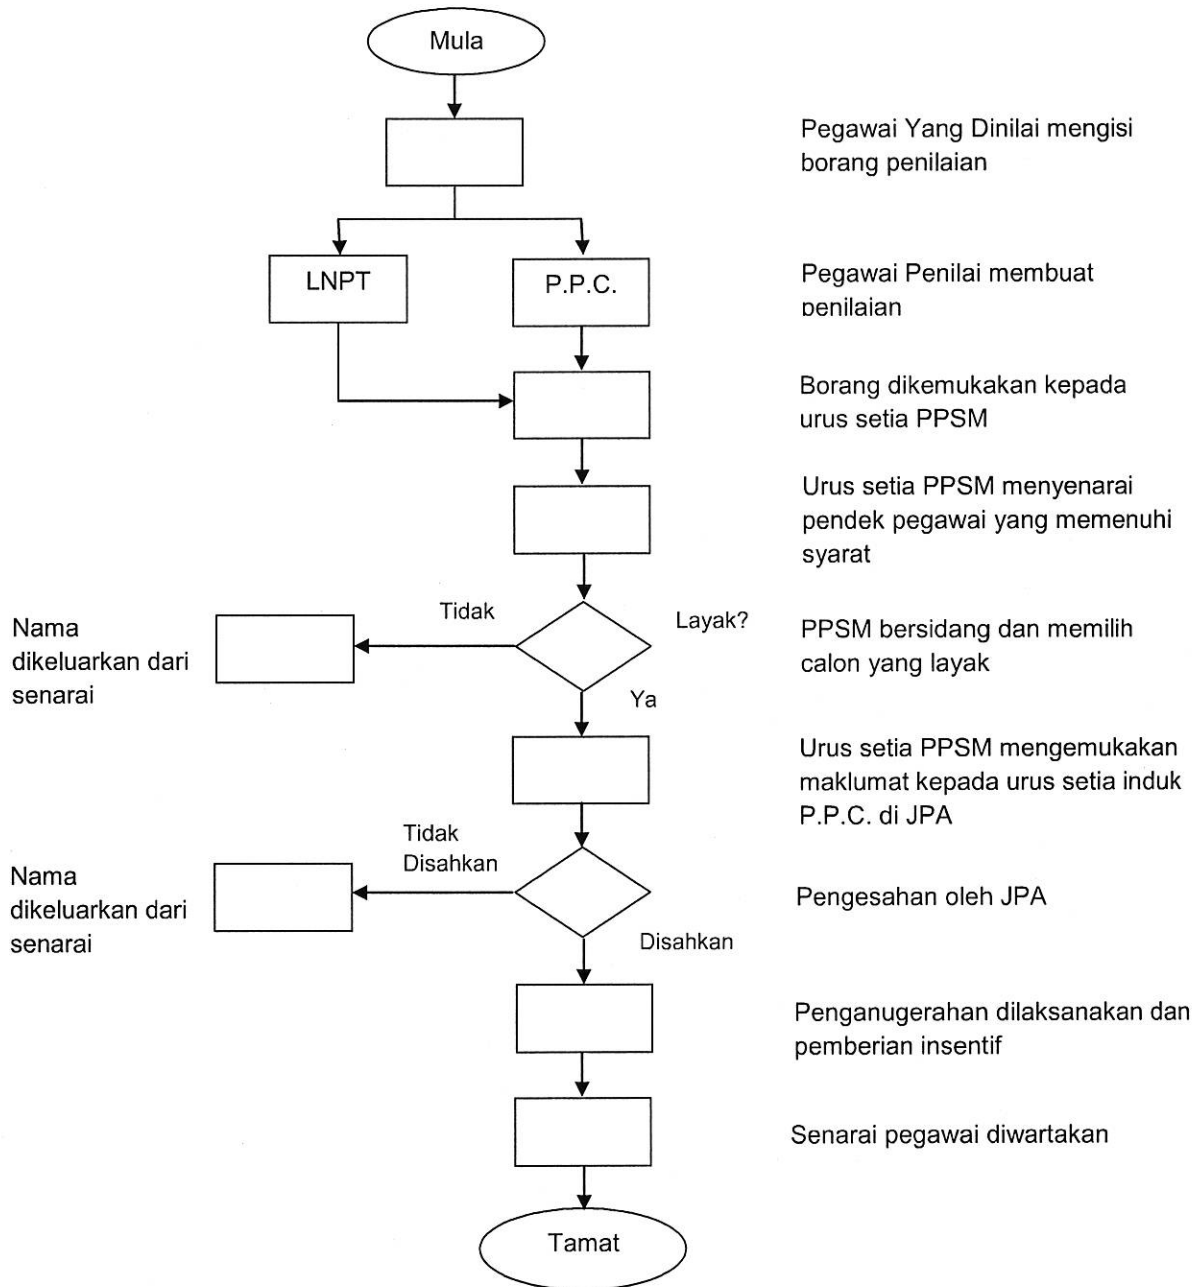 Mula
Pegawai Yang Dinilai mengisi
borang penilaian
LNPT
P.P.C.
Pegawai Penilai membuat
penilaian
Borang dikemukakan kepada
urus setia PPSM
Urus setia PPSM menyenarai
pendek pegawai yang memenuhi
syarat
Nama
dikeluarkan dari
senarai
Tidak
Layak?
PPSM bersidang dan memilih
calon yang layak
Ya
Urus setia PPSM mengemukakan
maklumat kepada urus setia induk
P.P.C. di JPA
Nama
dikeluarkan dari
senarai
Tidak
Disahkan
Pengesahan oleh JPA
Disahkan
Penganugerahan dilaksanakan dan
pemberian insentif
Senarai pegawai diwartakan
Tamat